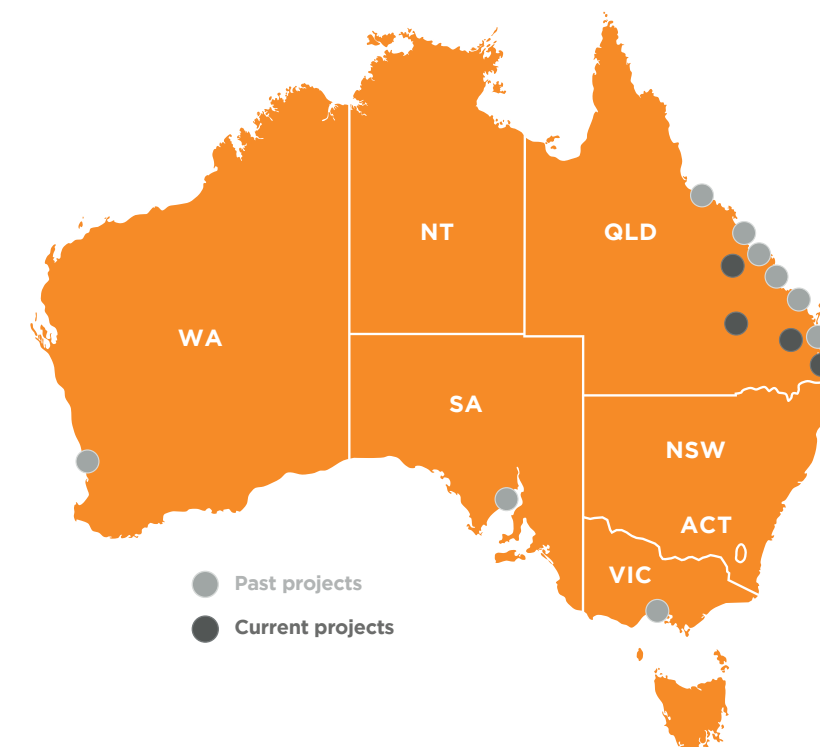 NT
QLD
WA
SA
NSW
ACT
VIC
Past projects
Current projects